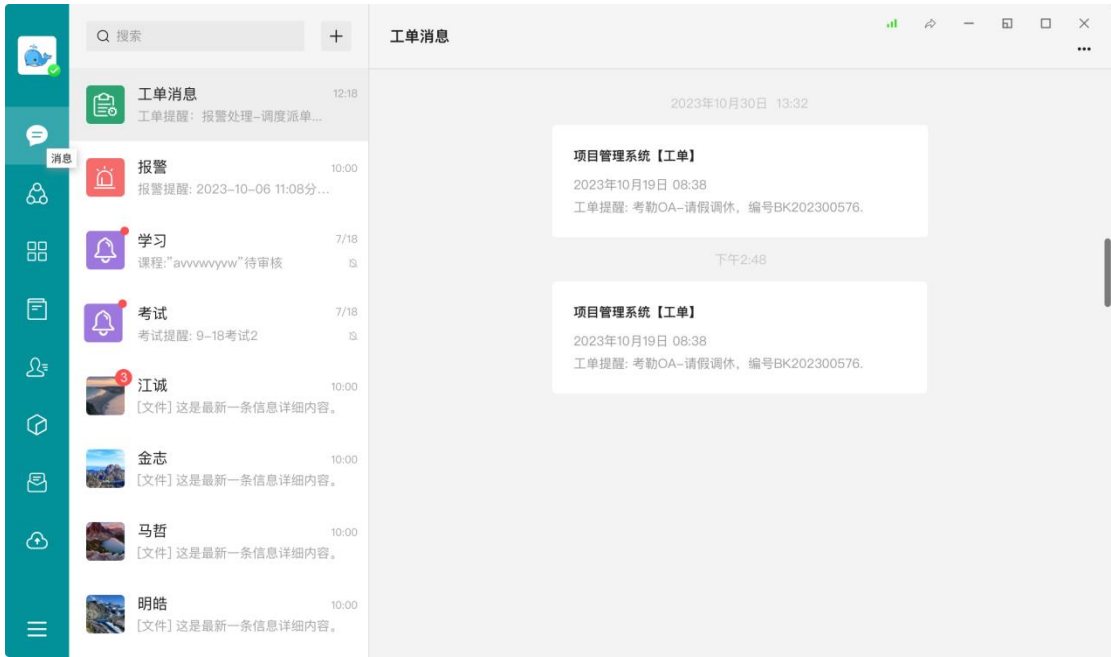 搜索
工单消息
消息
工单消息 12:18
工单提醒：报警处理-调度派单...
报警 10:00
报警提醒: 2023-10-06 11:08分...
学习 7/18
课程:"avvvwvyvw"待审核
考试 7/18
考试提醒: 9-18考试2
3
江诚 10:00
[文件] 这是最新一条信息详细内容。
金志 10:00
[文件] 这是最新一条信息详细内容。
马哲 10:00
[文件] 这是最新一条信息详细内容。
明皓 10:00
[文件] 这是最新一条信息详细内容。
2023年10月30日 13:32
项目管理系统【工单】
2023年10月19日 08:38
工单提醒: 考勤OA-请假调休，编号BK202300576.
下午2:48
项目管理系统【工单】
2023年10月19日 08:38
工单提醒: 考勤OA-请假调休，编号BK202300576.